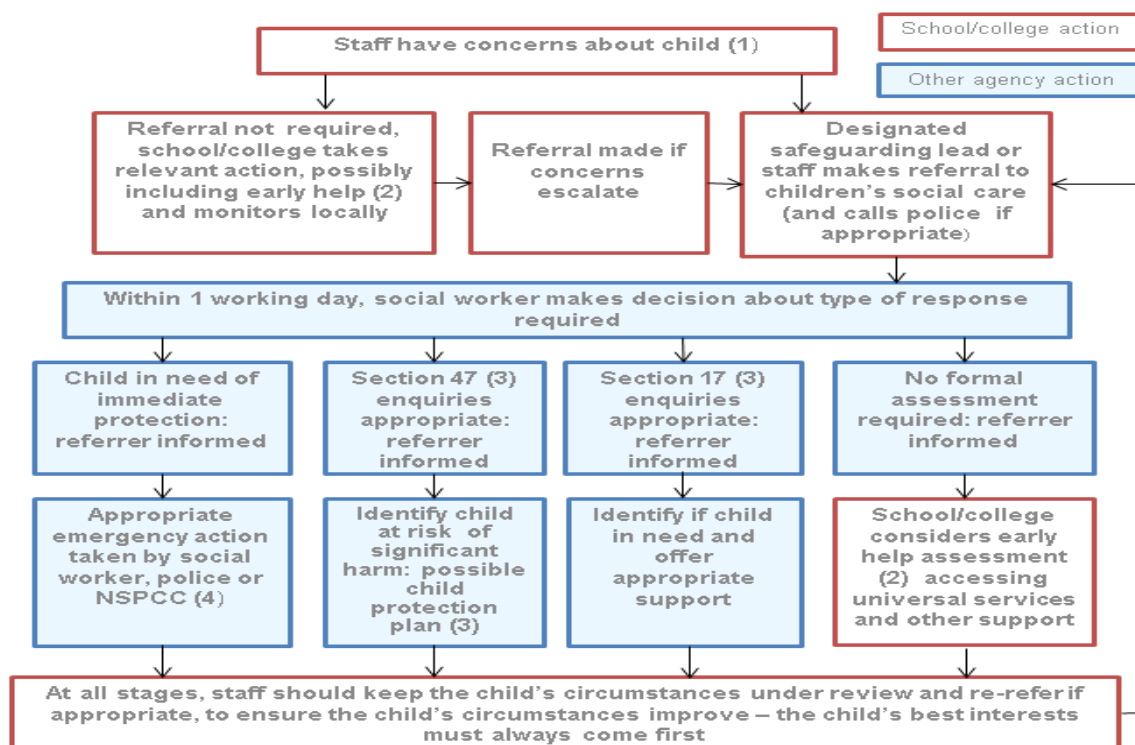 Staff have concerns about child (1)
School/college action
Other agency action
Referral not required,
school/college takes
relevant action, possibly
including early help (2)
and monitors locally
Referral made if
concerns
escalate
Designated
safeguarding lead or
staff makes referral to
children’s social care
(and calls police if
appropriate)
Within 1 working day, social worker makes decision about type of response
required
Child in need of
immediate
protection:
referrer informed
Section 47 (3)
enquiries
appropriate:
referrer
informed
Section 17 (3)
enquiries
appropriate:
referrer
informed
No formal
assessment
required: referrer
informed
Appropriate
emergency action
taken by social
worker, police or
NSPCC (4)
Identify child
at risk of
significant
harm: possible
child
protection
plan (3)
Identify if child
in need and
offer
appropriate
support
School/college
considers early
help assessment
(2) accessing
universal services
and other support
At all stages, staff should keep the child’s circumstances under review and re-refer if
appropriate, to ensure the child’s circumstances improve – the child’s best interests
must always come first